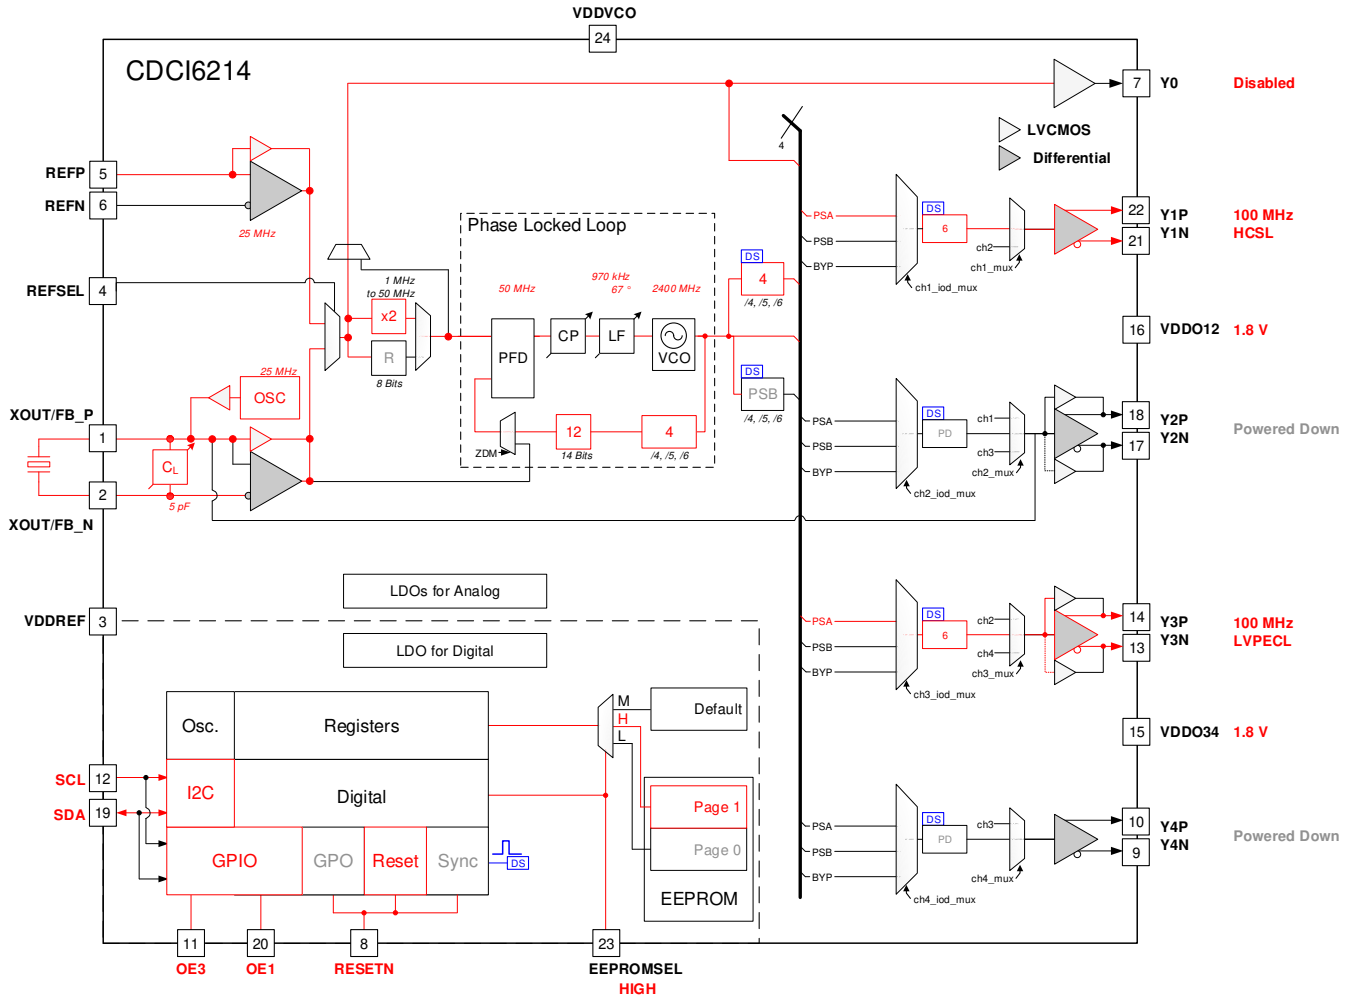 VDDVCO
24
CDCI6214
7
Y0
Disabled
4
LVCMOS
Differential
REFP
5
REFN
6
25 MHz
Phase Locked Loop
REFSEL
4
1 MHz
to 50 MHz
x2
R
8 Bits
50 MHz
970 kHz
67 °
2400 MHz
PFD
CP
LF
VCO
ZDM
12
14 Bits
4
/4, /5, /6
DS
4
/4, /5, /6
DS
PSB
/4, /5, /6
PSA
PSB
BYP
DS
6
ch1_iod_mux
ch2
ch1_mux
22
21
Y1P
Y1N
100 MHz
HCSL
16
VDDO12
1.8 V
25 MHz
OSC
XOUT/FB_P
1
CL
5 pF
2
XOUT/FB_N
PSA
PSB
BYP
DS
PD
ch2_iod_mux
ch1
ch3
ch2_mux
18
17
Y2P
Y2N
Powered Down
LDOs for Analog
VDDREF
3
LDO for Digital
PSA
PSB
BYP
DS
6
ch3_iod_mux
ch2
ch4
ch3_mux
14
13
Y3P
Y3N
100 MHz
LVPECL
15
VDDO34
1.8 V
Osc.
Registers
M
H
L
Default
SCL
12
SDA
19
I2C
Digital
Page 1
Page 0
EEPROM
GPIO
GPO
Reset
Sync
DS
PSA
PSB
BYP
DS
PD
ch4_iod_mux
ch3
ch4_mux
10
9
Y4P
Y4N
Powered Down
11
20
8
23
OE3
OE1
RESETN
EEPROMSEL
HIGH